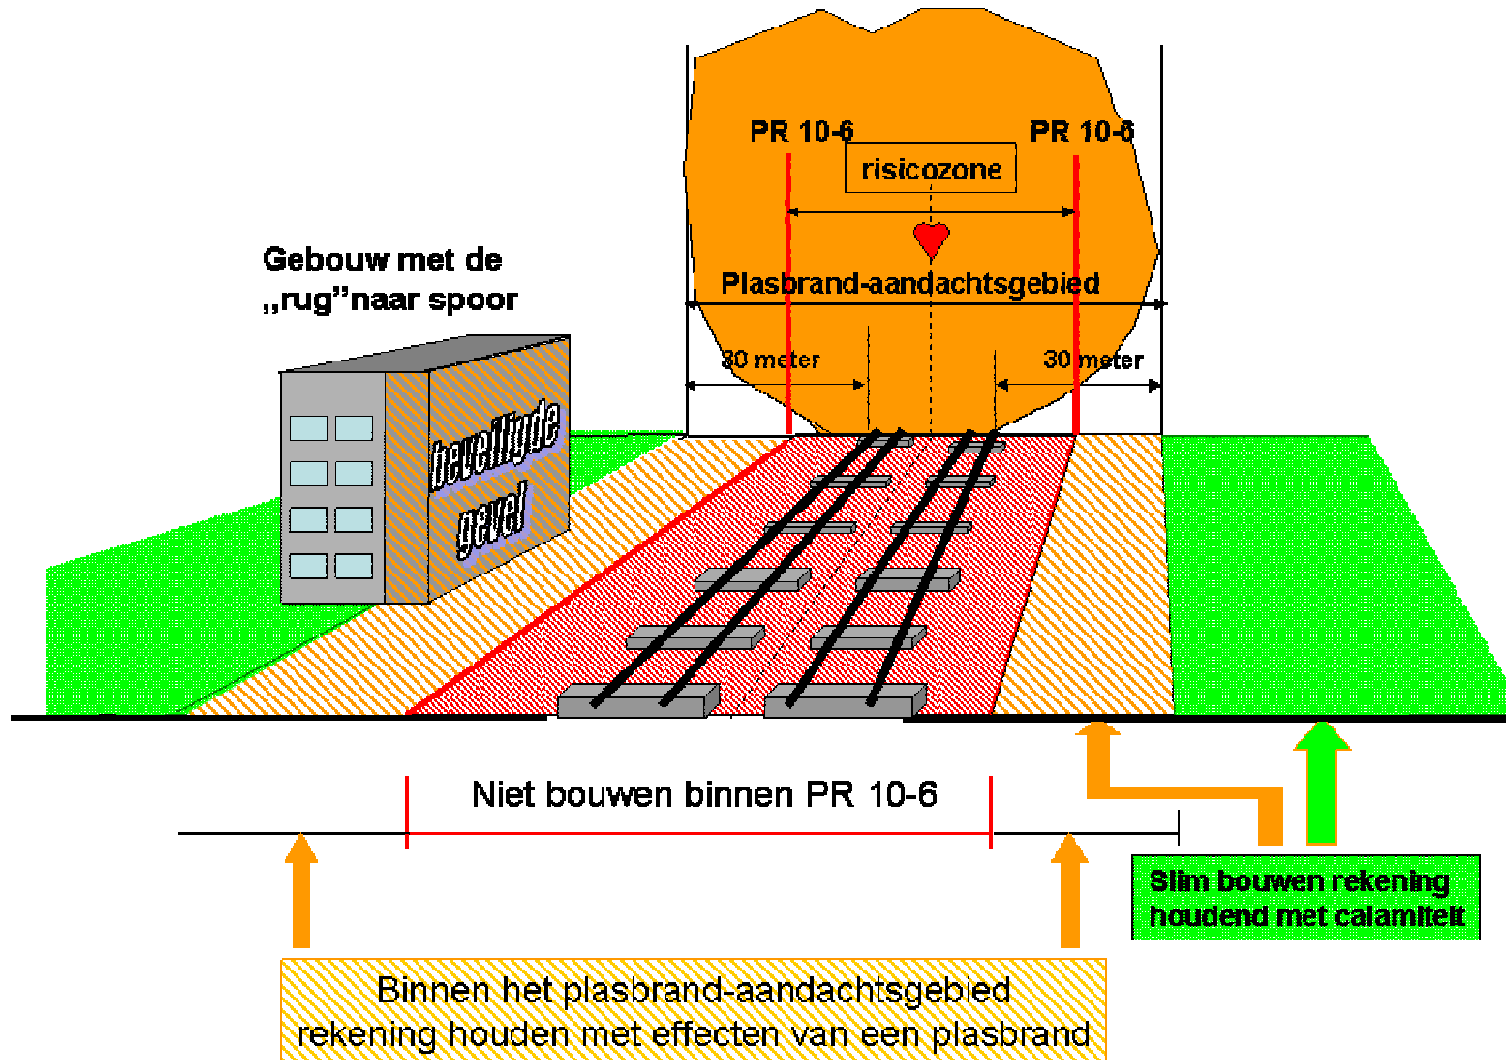 PR 10-6
PR 10-6
risicozone
Gebouw met de
„rug”naar spoor
Plasbrand-aandachtsgebied
30 meter
30 meter
beveiligde
gevel
Niet bouwen binnen PR 10-6
Slim bouwen rekening
houdend met calamiteit
Binnen het plasbrand-aandachtsgebied
rekening houden met effecten van een plasbrand